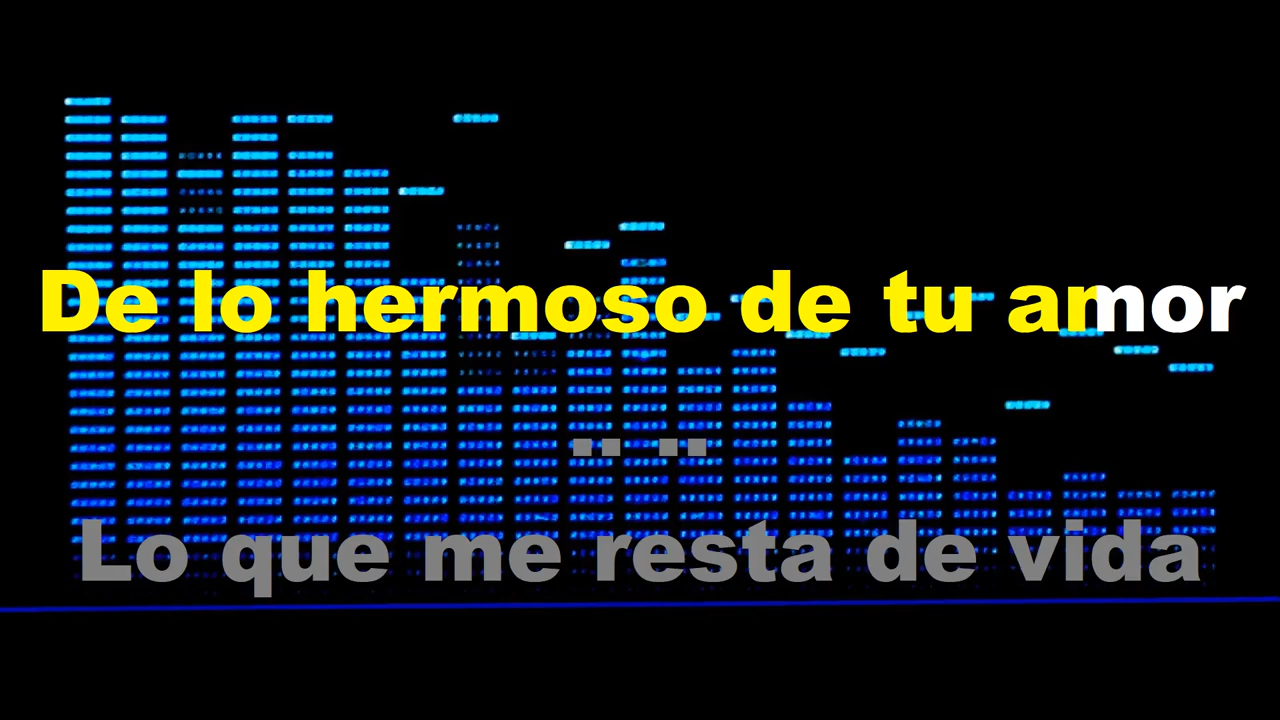 De lo hermoso de tu amor
.. ..
Lo que me resta de vida